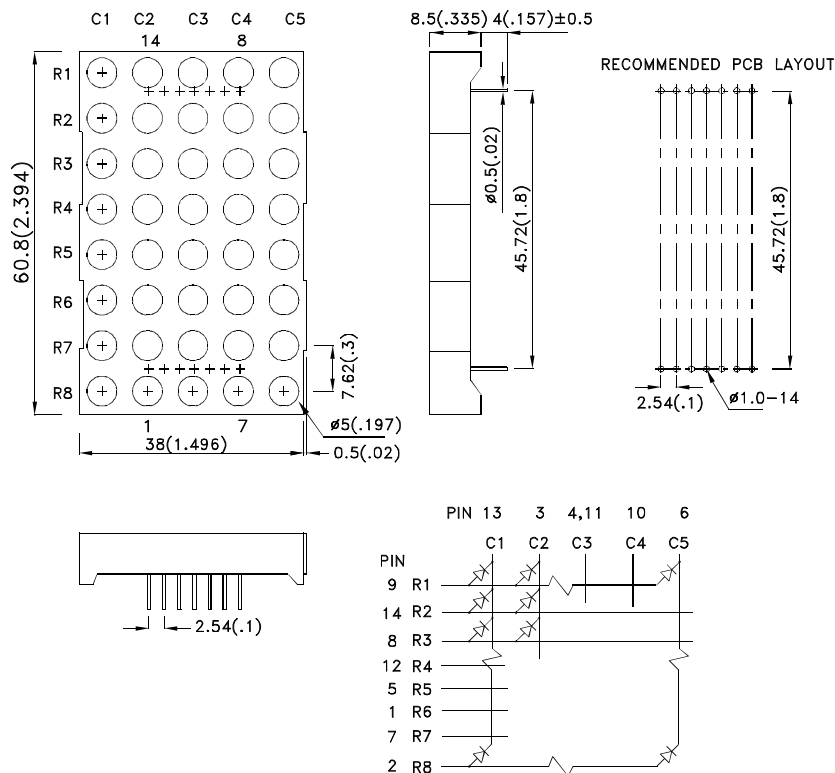 C1 C2 C3 C4 C5
14 8
R1
R2
R3
R4
R5
R6
R7
R8
60.8(2.394)
7.62(.3)
1 7
ø5(.197)
38(1.496)
0.5(.02)
8.5(.335) 4(.157)±0.5
ø0.5(.02)
45.72(1.8)
RECOMMENDED PCB LAYOUT
45.72(1.8)
2.54(.1)
ø1.0-14
2.54(.1)
PIN 13 3 4,11 10 6
C1 C2 C3 C4 C5
PIN
9 R1
14 R2
8 R3
12 R4
5 R5
1 R6
7 R7
2 R8